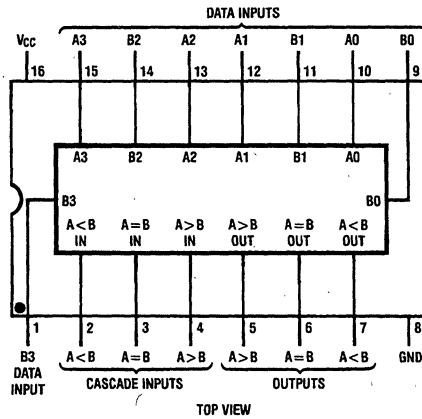 DATA INPUTS
VCC A3 B2 A2 A1 B1 A0 B0
16 15 14 13 12 11 10 9
A3 B2 A2 A1 B1 A0
B3 B0
A<B A=B A>B A>B A=B A<B
IN IN IN OUT OUT OUT
1 2 3 4 5 6 7 8
B3 A<B A=B A>B A>B A=B A<B GND
DATA CASCADE INPUTS OUTPUTS
INPUT
TOP VIEW